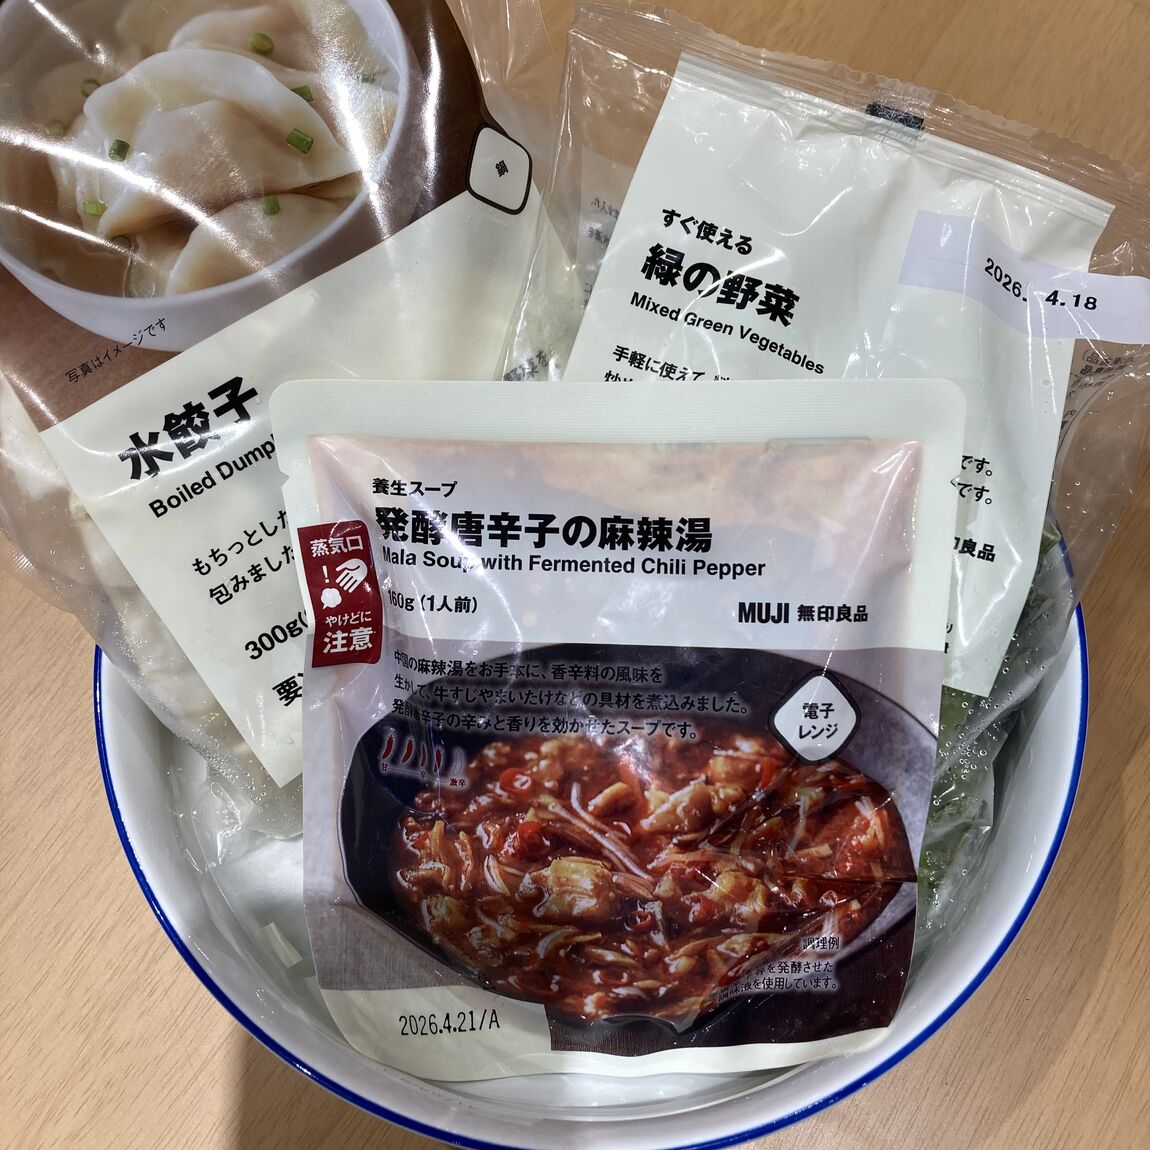 鍋
写真はイメージです
水餃子
Boiled Dump
もちっとした
包みました
300g
すぐ使える
緑の野菜
Mixed Green Vegetables
手軽に使えて
2026. 4.18
です。
です。
良品
養生スープ
発酵唐辛子の麻辣湯
Mala Soup with Fermented Chili Pepper
160g（1人前）
MUJI 無印良品
蒸気口
!
やけどに
注意
中国の麻辣湯をお手本に、香辛料の風味を
生かして、牛すじやまいたけなどの具材を煮込みました。
発酵唐辛子の辛みと香りを効かせたスープです。
電子
レンジ
甘 辛 激辛
調理例
を発酵させた
調味液を使用しています。
2026.4.21/A